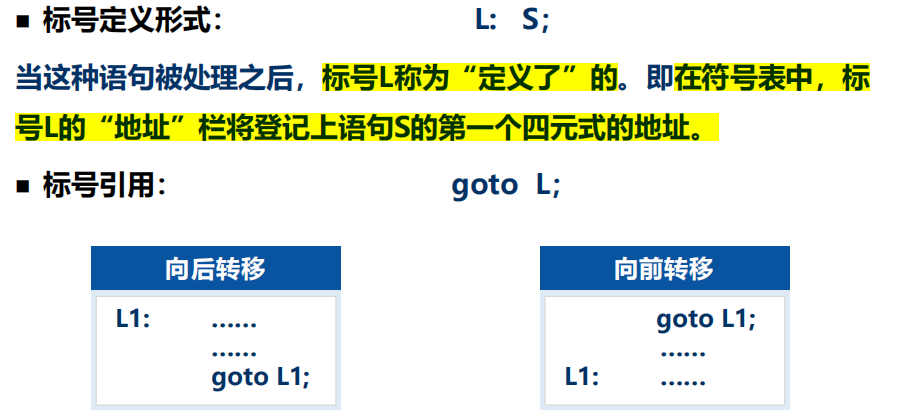 ■ 标号定义形式： L: S;
当这种语句被处理之后，标号L称为“定义了”的。即在符号表中，标
号L的“地址”栏将登记上语句S的第一个四元式的地址。
■ 标号引用： goto L;
向后转移
L1: ……
……
goto L1;
向前转移
goto L1;
……
L1: ……